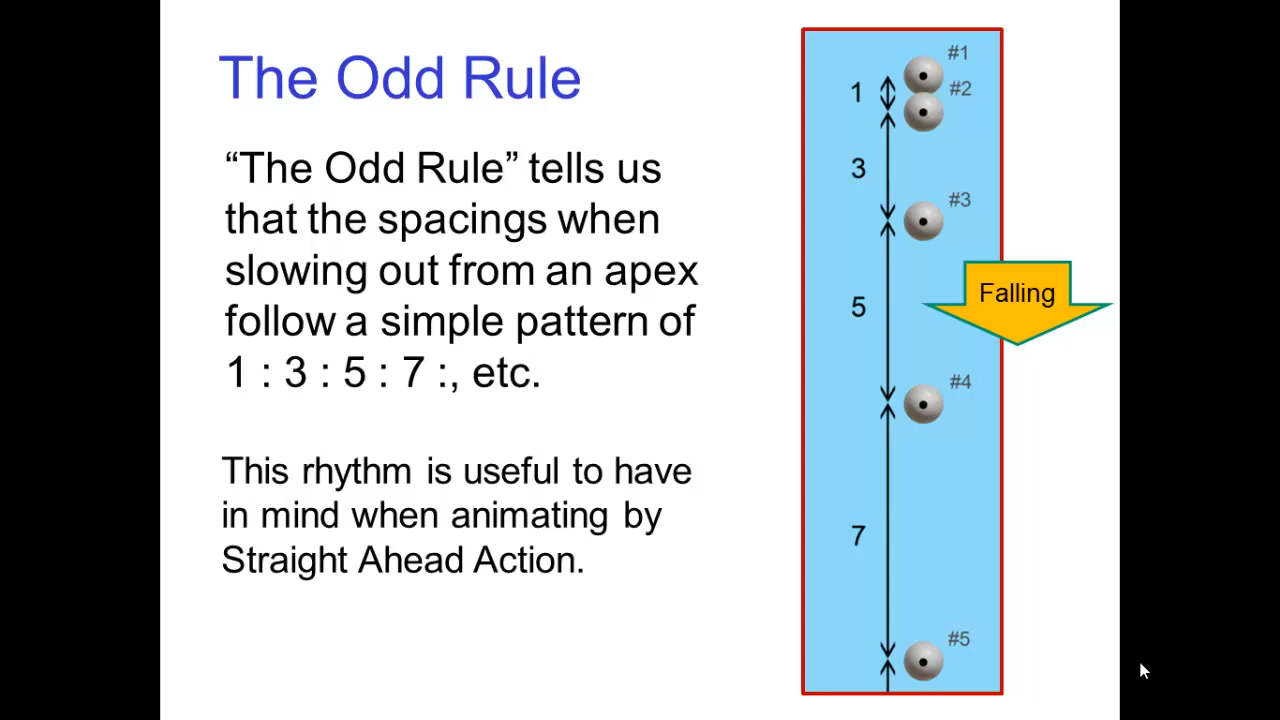 The Odd Rule
“The Odd Rule” tells us
that the spacings when
slowing out from an apex
follow a simple pattern of
1 : 3 : 5 : 7 :, etc.
This rhythm is useful to have
in mind when animating by
Straight Ahead Action.
#1
1
#2
3
#3
Falling
5
#4
7
#5